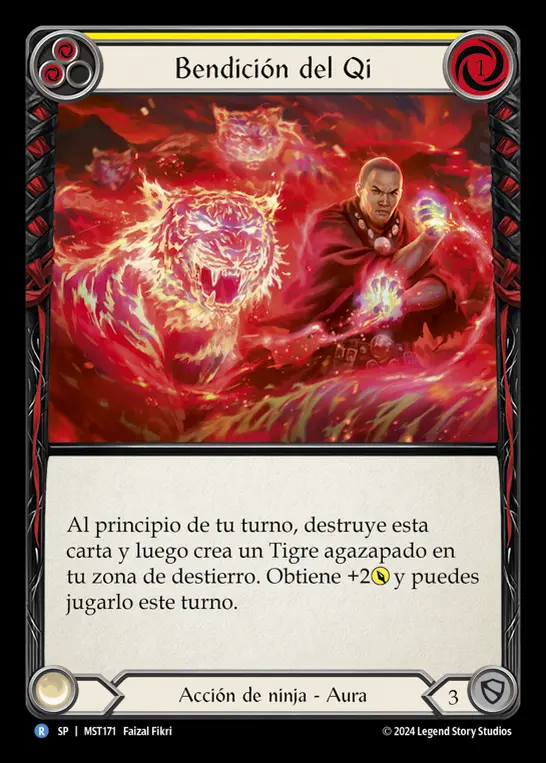 Bendición del Qi
1
Al principio de tu turno, destruye esta
carta y luego crea un Tigre agazapado en
tu zona de destierro. Obtiene +2 y puedes
jugarlo este turno.
Acción de ninja - Aura
3
R SP | MST171 Faizal Fikri
© 2024 Legend Story Studios